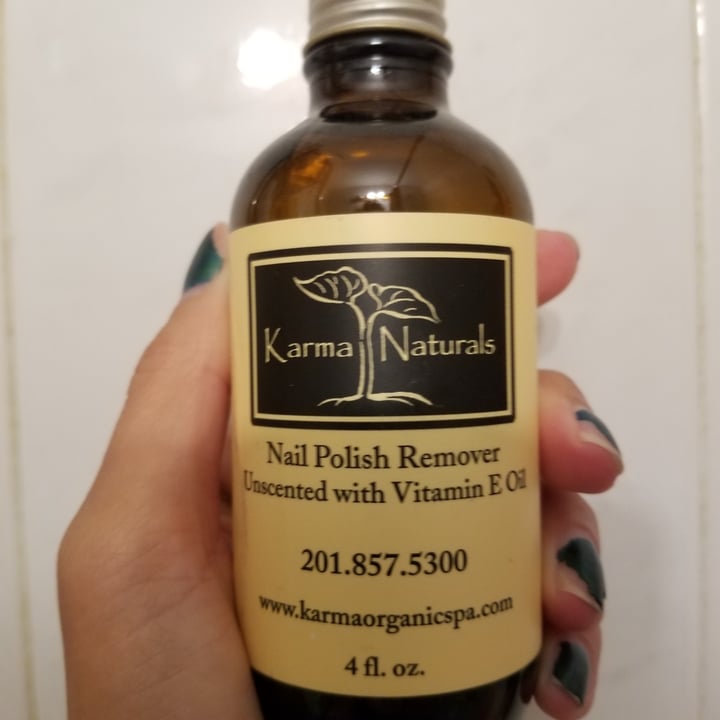 Karma Naturals
Nail Polish Remover
Unscented with Vitamin E Oil
201.857.5300
www.karmaorganicspa.com
4 fl. oz.